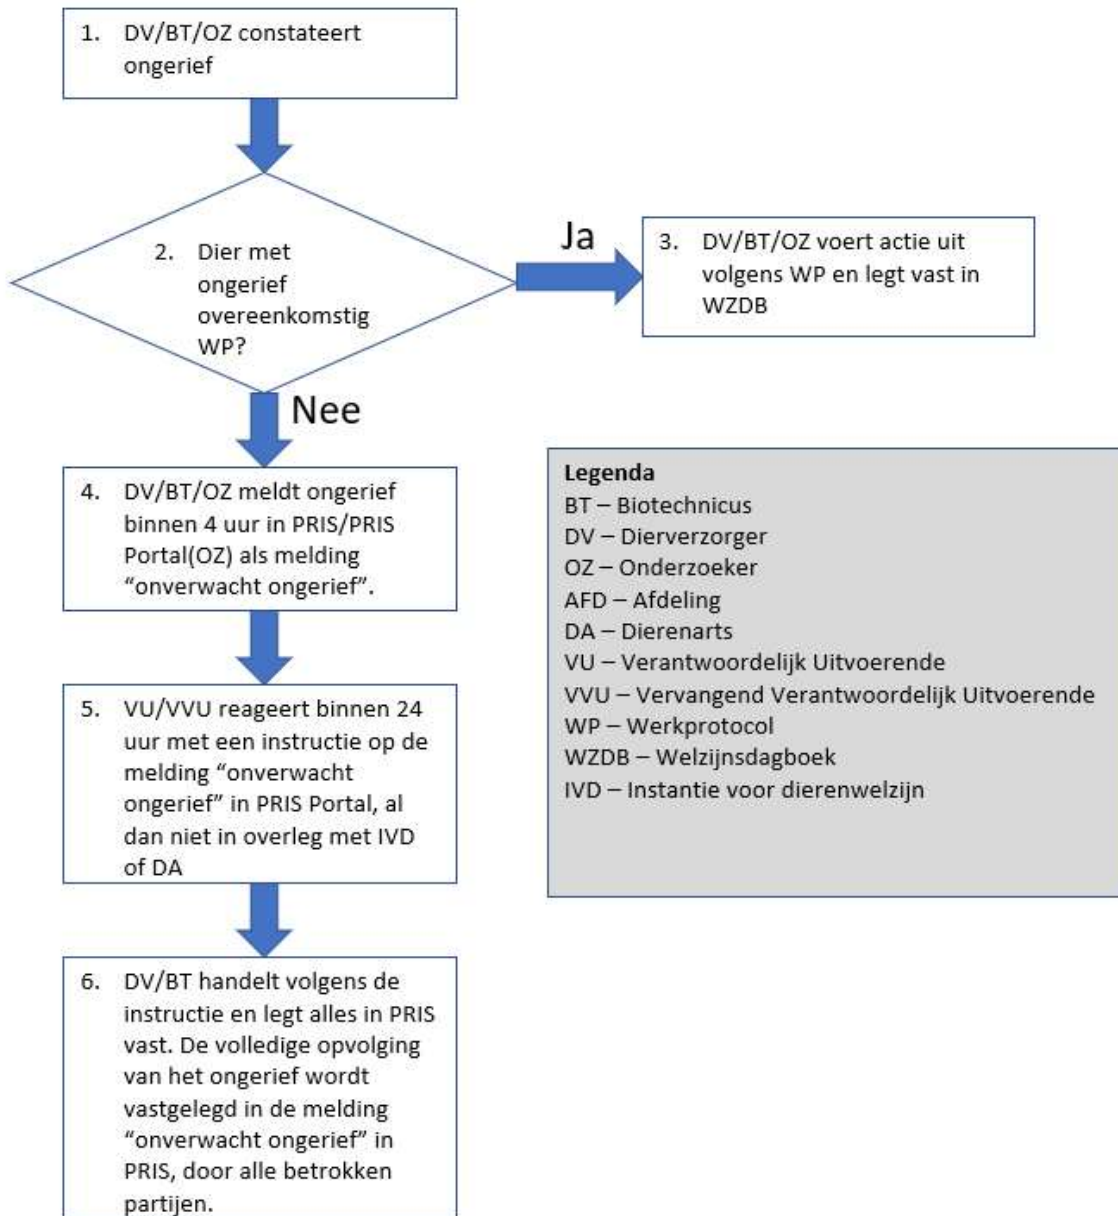 1. DV/BT/OZ constateert
ongerief
2. Dier met
ongerief
overeenkomstig
WP?
Ja
3. DV/BT/OZ voert actie uit
volgens WP en legt vast in
WZDB
Nee
4. DV/BT/OZ meldt ongerief
binnen 4 uur in PRIS/PRIS
Portal(OZ) als melding
“onverwacht ongerief”.
5. VU/VVU reageert binnen 24
uur met een instructie op de
melding “onverwacht
ongerief” in PRIS Portal, al
dan niet in overleg met IVD
of DA
6. DV/BT handelt volgens de
instructie en legt alles in PRIS
vast. De volledige opvolging
van het ongerief wordt
vastgelegd in de melding
“onverwacht ongerief” in
PRIS, door alle betrokken
partijen.
Legenda
BT – Biotechnicus
DV – Dierverzorger
OZ – Onderzoeker
AFD – Afdeling
DA – Dierenarts
VU – Verantwoordelijk Uitvoerende
VVU – Vervangend Verantwoordelijk Uitvoerende
WP – Werkprotocol
WZDB – Welzijnsdagboek
IVD – Instantie voor dierenwelzijn